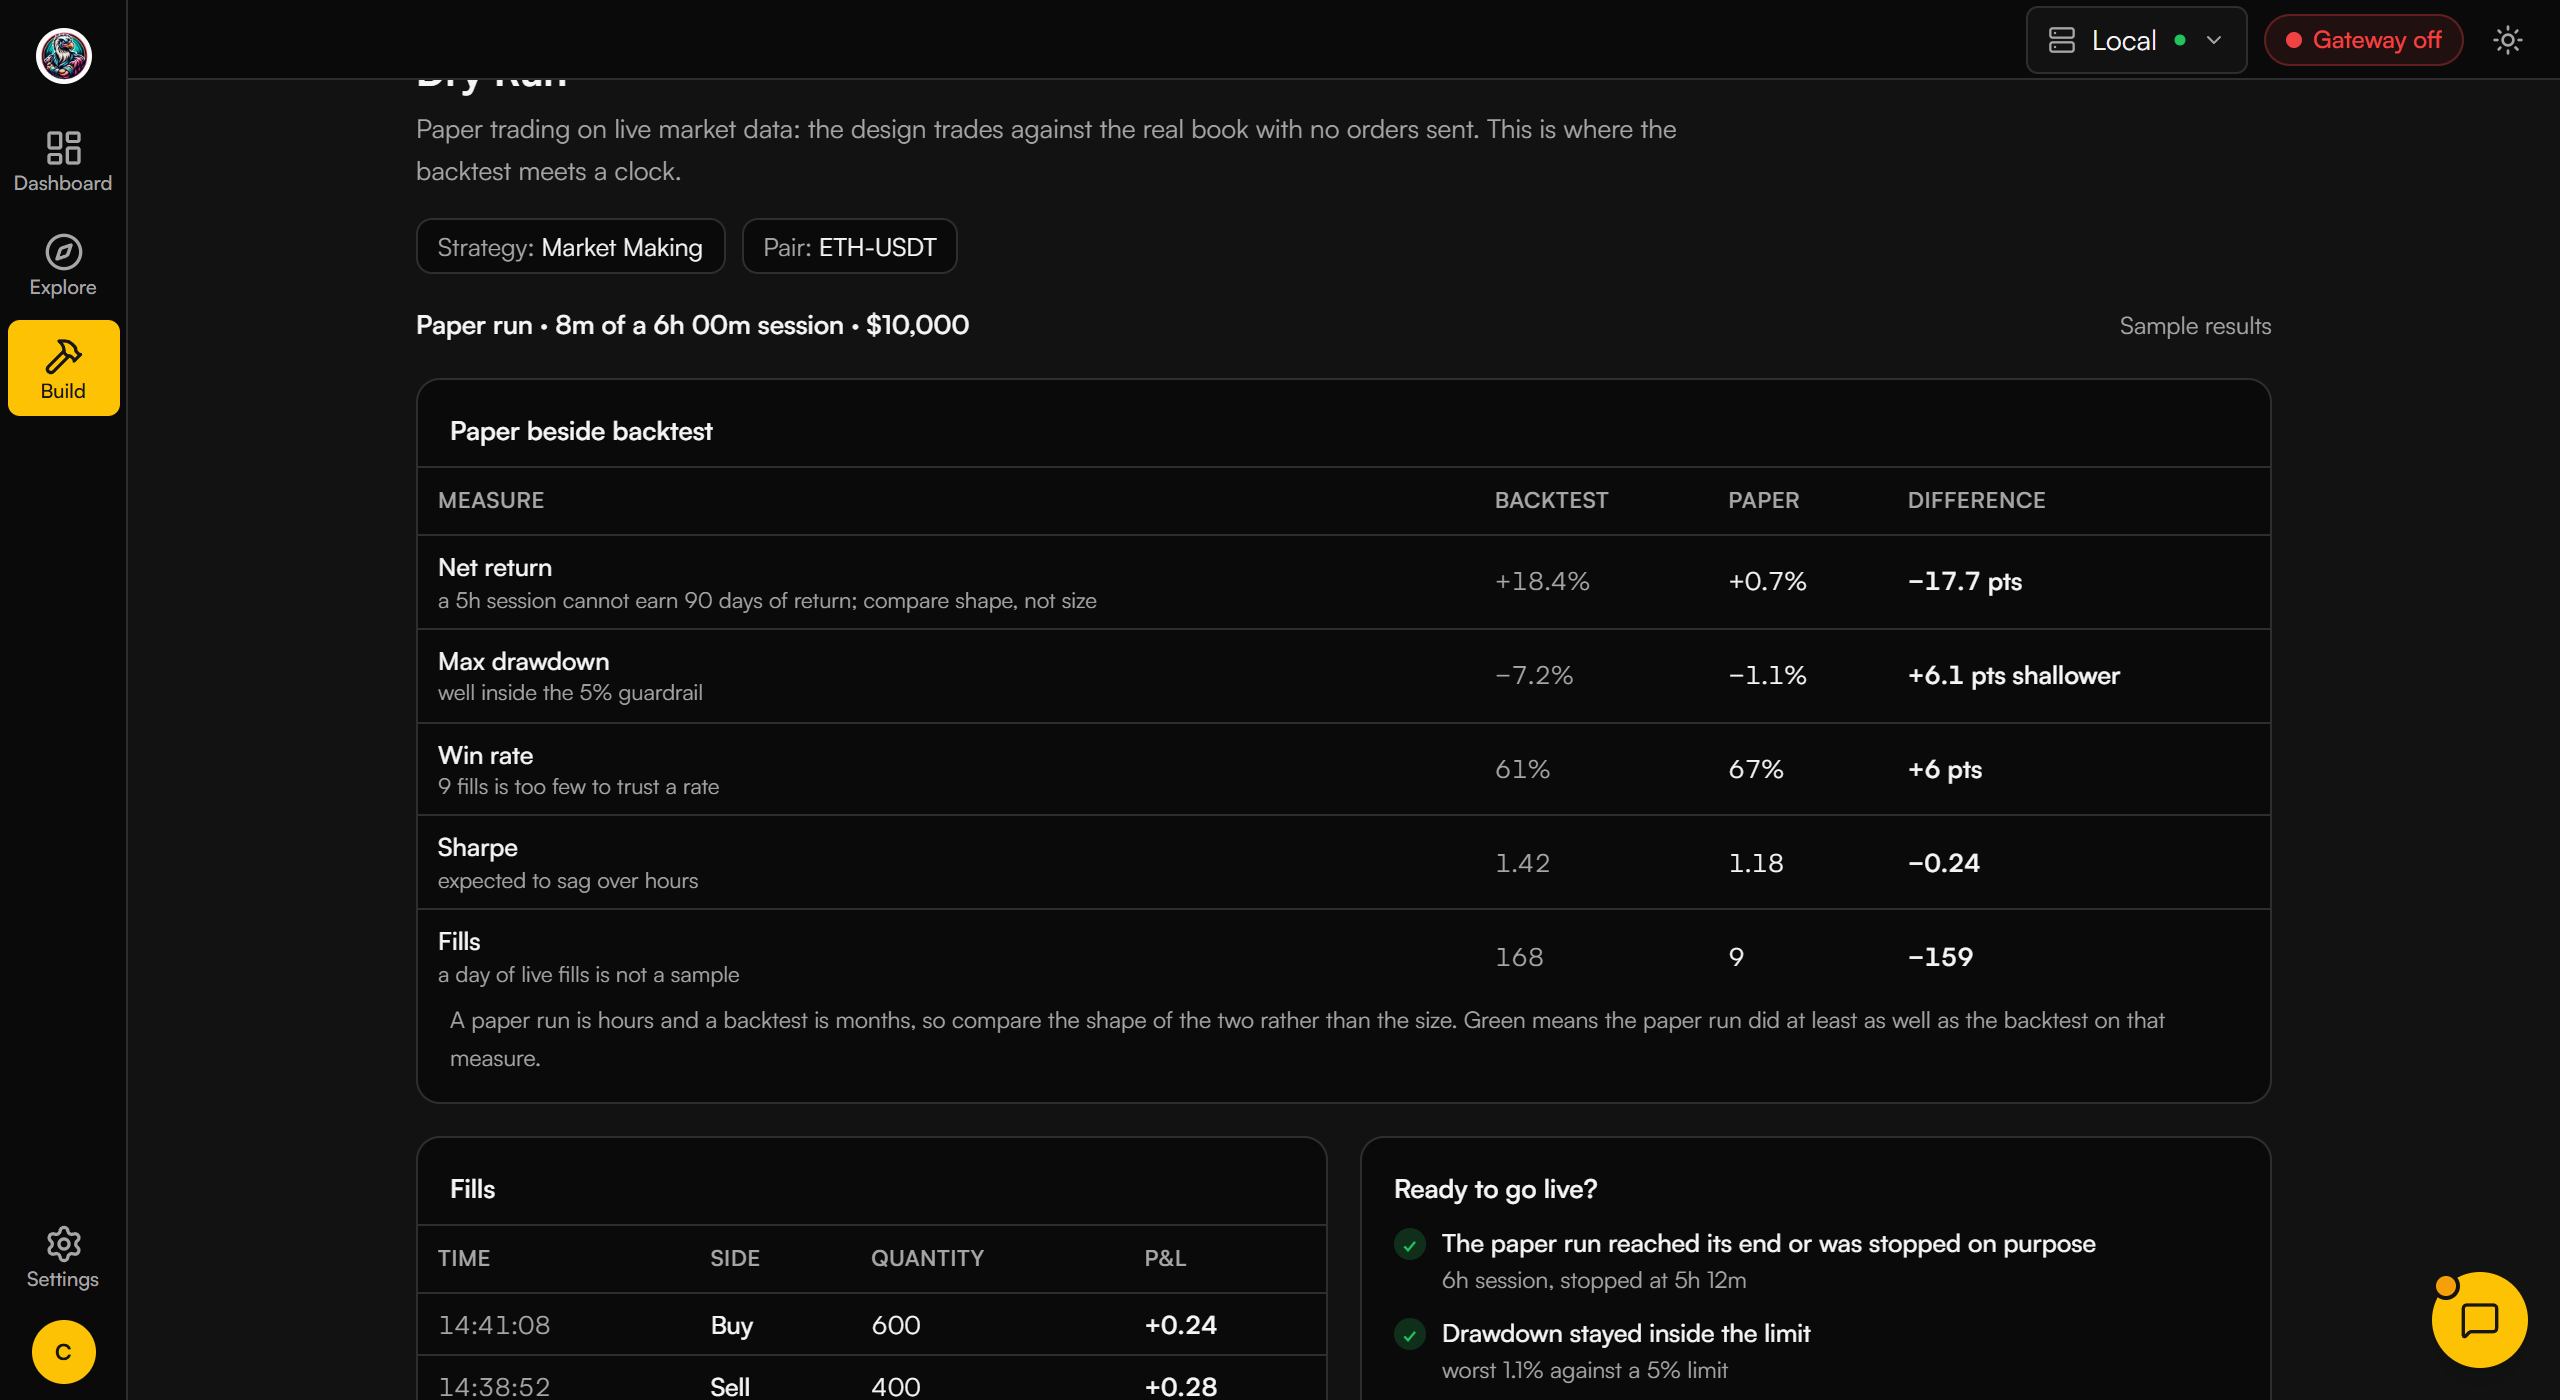 Local
Gateway off
Dashboard
Explore
Build
Settings
C
Dry Run
Paper trading on live market data: the design trades against the real book with no orders sent. This is where the
backtest meets a clock.
Strategy: Market Making
Pair: ETH-USDT
Paper run · 8m of a 6h 00m session · $10,000
Sample results
Paper beside backtest
MEASURE BACKTEST PAPER DIFFERENCE
Net return
a 5h session cannot earn 90 days of return; compare shape, not size
+18.4% +0.7% −17.7 pts
Max drawdown
well inside the 5% guardrail
−7.2% −1.1% +6.1 pts shallower
Win rate
9 fills is too few to trust a rate
61% 67% +6 pts
Sharpe
expected to sag over hours
1.42 1.18 −0.24
Fills
a day of live fills is not a sample
168 9 −159
A paper run is hours and a backtest is months, so compare the shape of the two rather than the size. Green means the paper run did at least as well as the backtest on that
measure.
Fills
TIME SIDE QUANTITY P&L
14:41:08 Buy 600 +0.24
14:38:52 Sell 400 +0.28
Ready to go live?
The paper run reached its end or was stopped on purpose
6h session, stopped at 5h 12m
Drawdown stayed inside the limit
worst 1.1% against a 5% limit